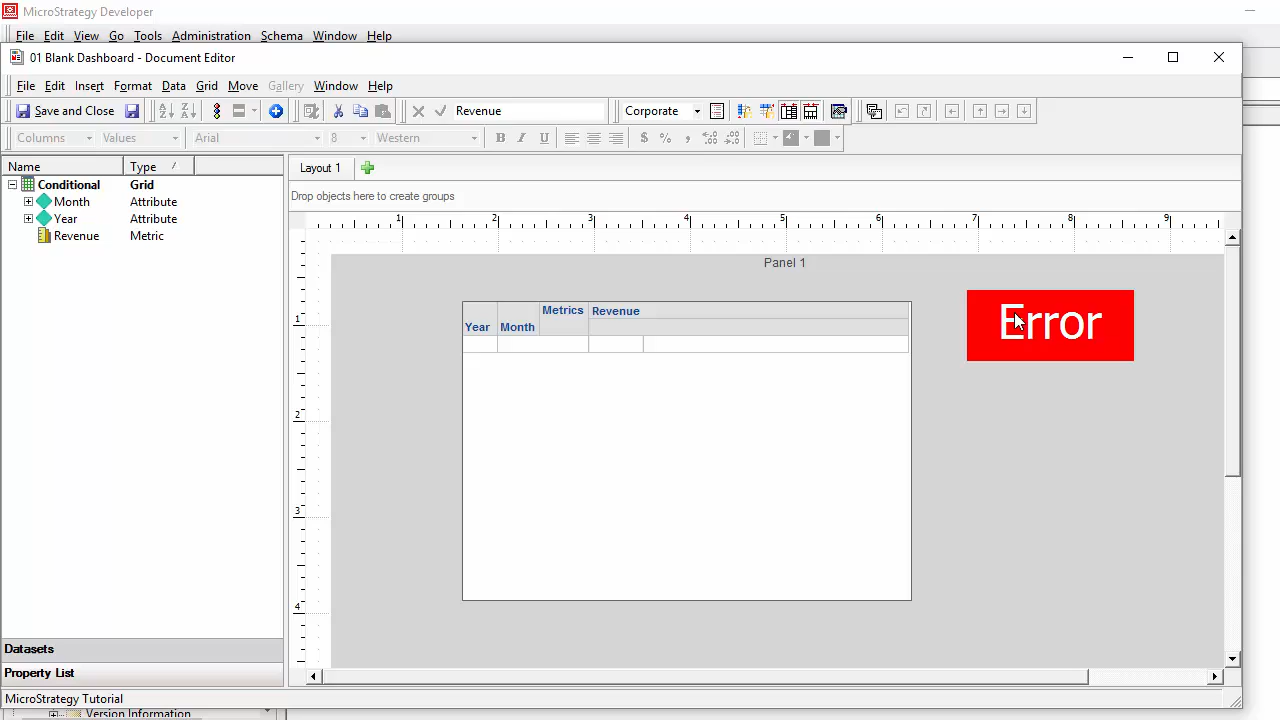 MicroStrategy Developer
File Edit View Go Tools Administration Schema Window Help
01 Blank Dashboard - Document Editor
File Edit Insert Format Data Grid Move Gallery Window Help
Save and Close Revenue Corporate
Columns Values Arial 8 Western B I U $ % ,
Name Type
Layout 1
Conditional Grid
Month Attribute
Year Attribute
Revenue Metric
Drop objects here to create groups
1 2 3 4 5 6 7 8 9
Panel 1
Metrics Revenue
Year Month
Error
1
2
3
4
Datasets
Property List
MicroStrategy Tutorial
Version Information